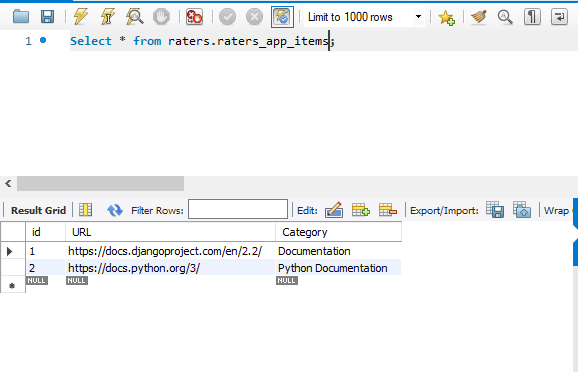 Limit to 1000 rows
1 Select * from raters.raters_app_items;
Result Grid Filter Rows: Edit: Export/Import: Wrap
id URL Category
1 https://docs.djangoproject.com/en/2.2/ Documentation
2 https://docs.python.org/3/ Python Documentation
NULL NULL NULL